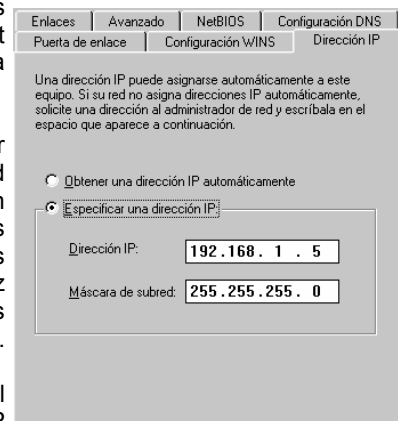 Enlaces Avanzado NetBIOS Configuración DNS
Puerta de enlace Configuración WINS Dirección IP
Una dirección IP puede asignarse automáticamente a este
equipo. Si su red no asigna direcciones IP automáticamente,
solicite una dirección al administrador de red y escríbala en el
espacio que aparece a continuación.
Obtener una dirección IP automáticamente
Especificar una dirección IP:
Dirección IP: 192.168. 1 . 5
Máscara de subred: 255.255.255. 0